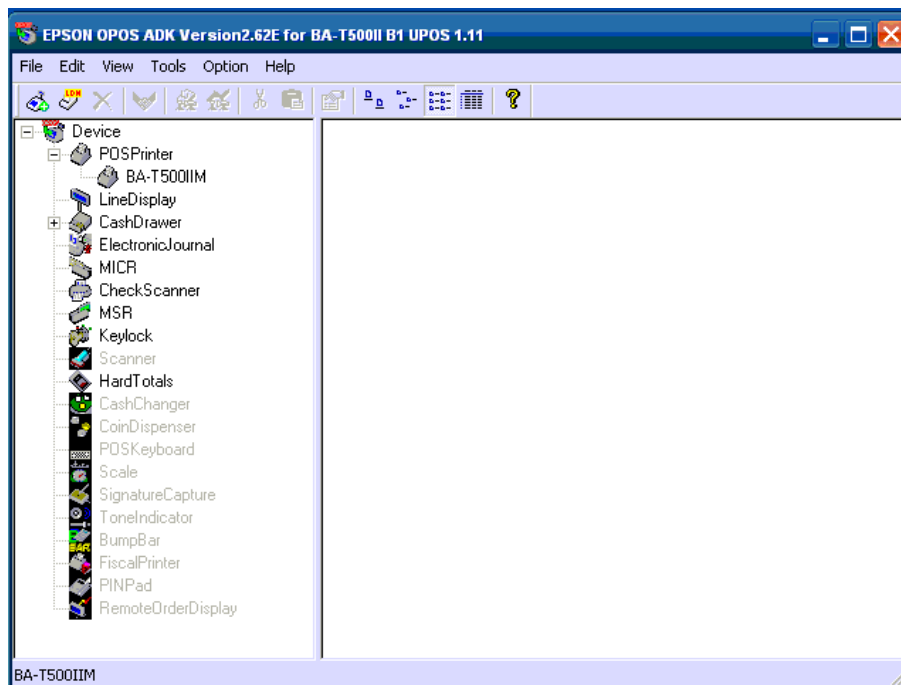 EPSON OPOS ADK Version2.62E for BA-T500II B1 UPOS 1.11
File Edit View Tools Option Help
LDN
Device
POSPrinter
BA-T500IIM
LineDisplay
CashDrawer
ElectronicJournal
MICR
CheckScanner
MSR
Keylock
Scanner
HardTotals
CashChanger
CoinDispenser
POSKeyboard
Scale
SignatureCapture
ToneIndicator
BumpBar
FiscalPrinter
PINPad
RemoteOrderDisplay
BA-T500IIM